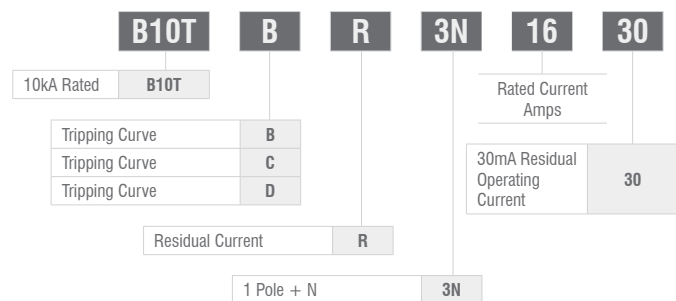 B10T B R 3N 16 30
10kA Rated B10T
Rated Current
Amps
Tripping Curve B
Tripping Curve C
Tripping Curve D
30mA Residual
Operating
Current
30
Residual Current R
1 Pole + N 3N